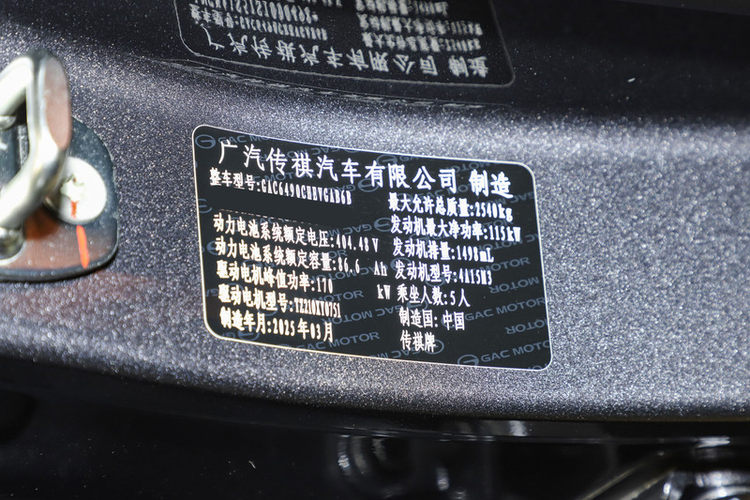 广汽传祺汽车有限公司 制造
整车型号:GAC6490CHEVGAB6B
最大允许总质量:2540kg
发动机最大净功率:115kW
动力电池系统额定电压:404.48V 发动机排量:1498mL
动力电池系统额定容量: Ah 发动机型号:4A15M3
驱动电机峰值功率:170 kW 乘坐人数:5人
驱动电机型号: 制造国:中国
制造年月:2025年03月 传祺牌
GAC MOTOR